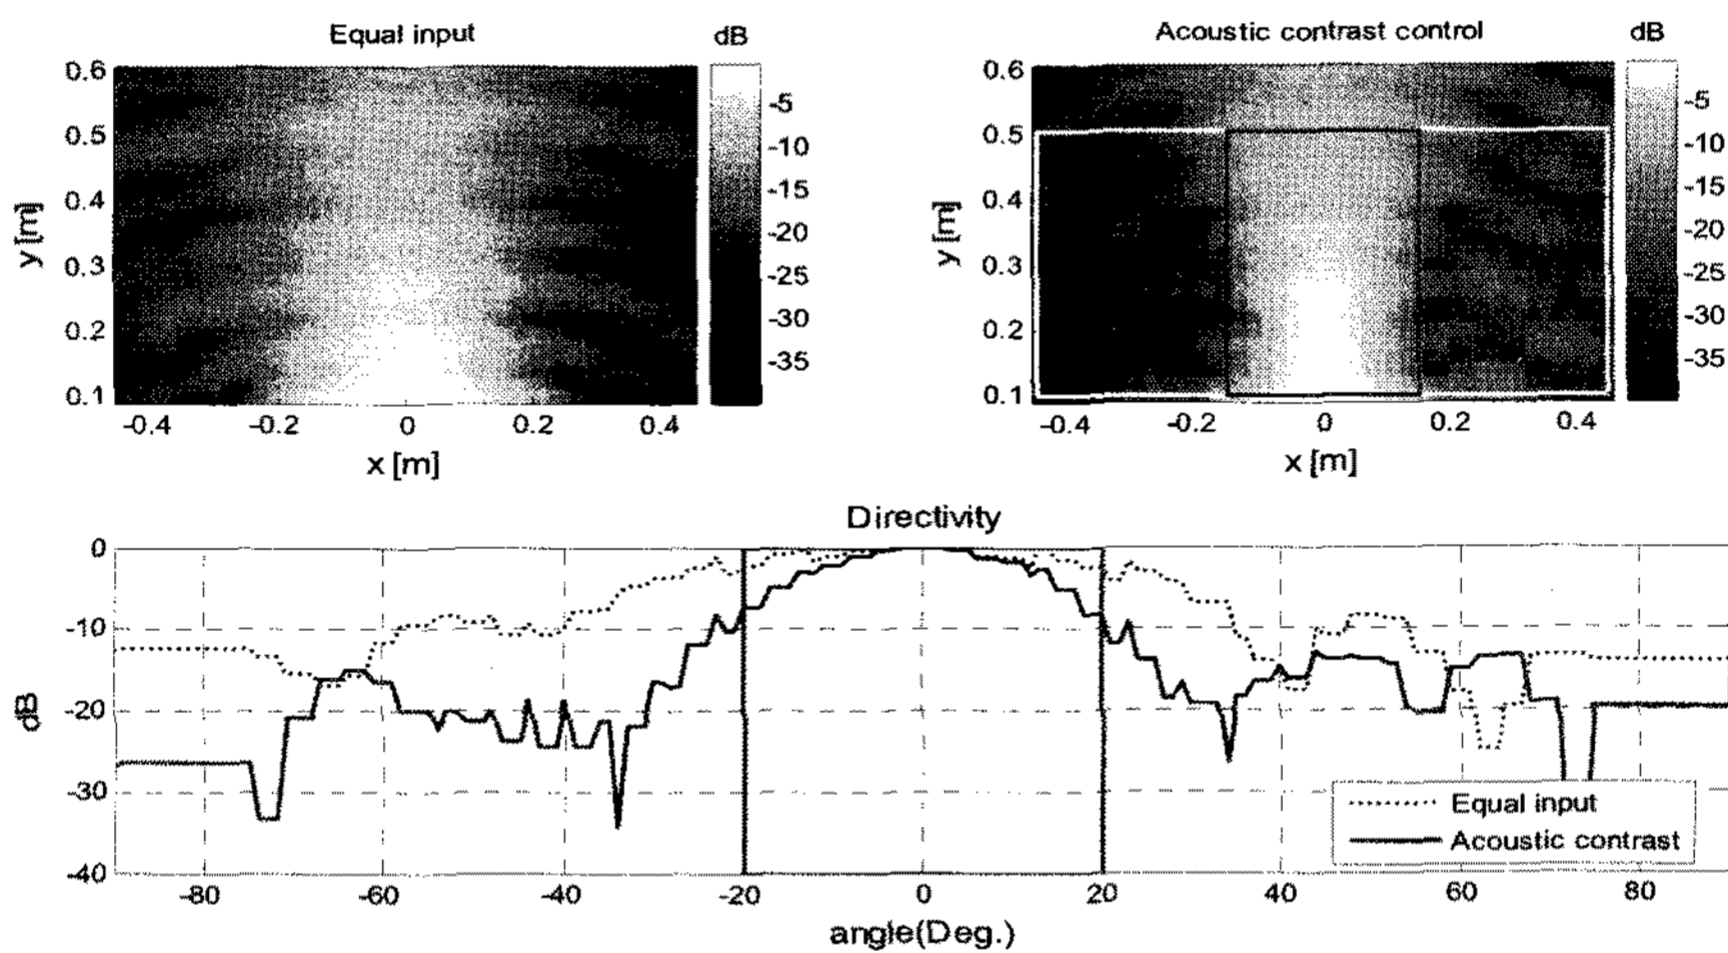 Equal input
dB
0.6
0.5
0.4
0.3
0.2
0.1
y [m]
-5
-10
-15
-20
-25
-30
-35
-0.4 -0.2 0 0.2 0.4
x [m]
Acoustic contrast control
dB
0.6
0.5
0.4
0.3
0.2
0.1
y [m]
-5
-10
-15
-20
-25
-30
-35
-0.4 -0.2 0 0.2 0.4
x [m]
Directivity
0
-10
-20
-30
-40
dB
-80 -60 -40 -20 0 20 40 60 80
angle(Deg.)
Equal input
Acoustic contrast